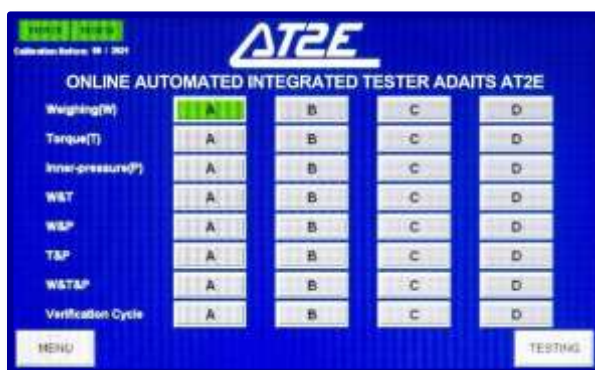 AT2E
ONLINE AUTOMATED INTEGRATED TESTER ADAITS AT2E
Weighing(W) A B C D
Torque(T) A B C D
Inner-pressure(P) A B C D
W&T A B C D
W&P A B C D
T&P A B C D
W&T&P A B C D
Verification Cycle A B C D
MENU TESTING